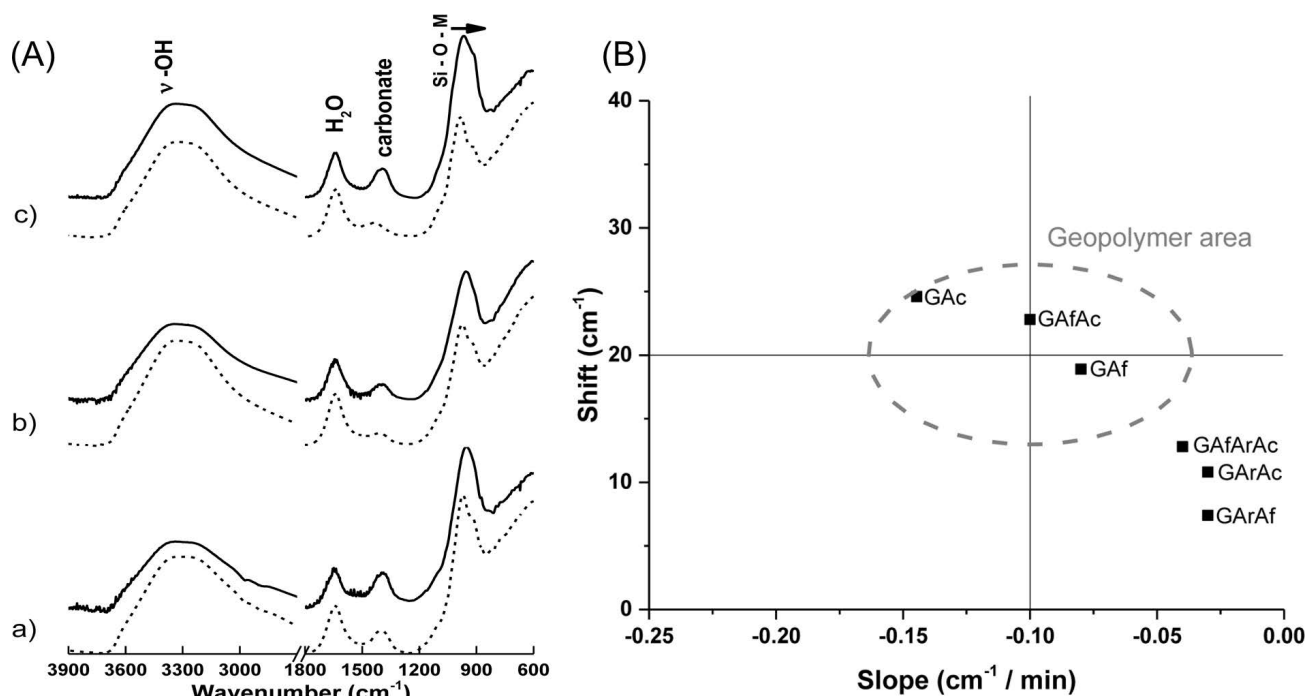 (A)
ν -OH
H₂O
carbonate
Si - O - M
c)
b)
a)
3900 3600 3300 3000 1800 1500 1200 900 600
Wavenumber (cm⁻¹)
(B)
40
30
20
10
0
Shift (cm⁻¹)
Geopolymer area
GAc
GAfAc
GAf
GAfArAc
GArAc
GArAf
-0.25 -0.20 -0.15 -0.10 -0.05 0.00
Slope (cm⁻¹ / min)